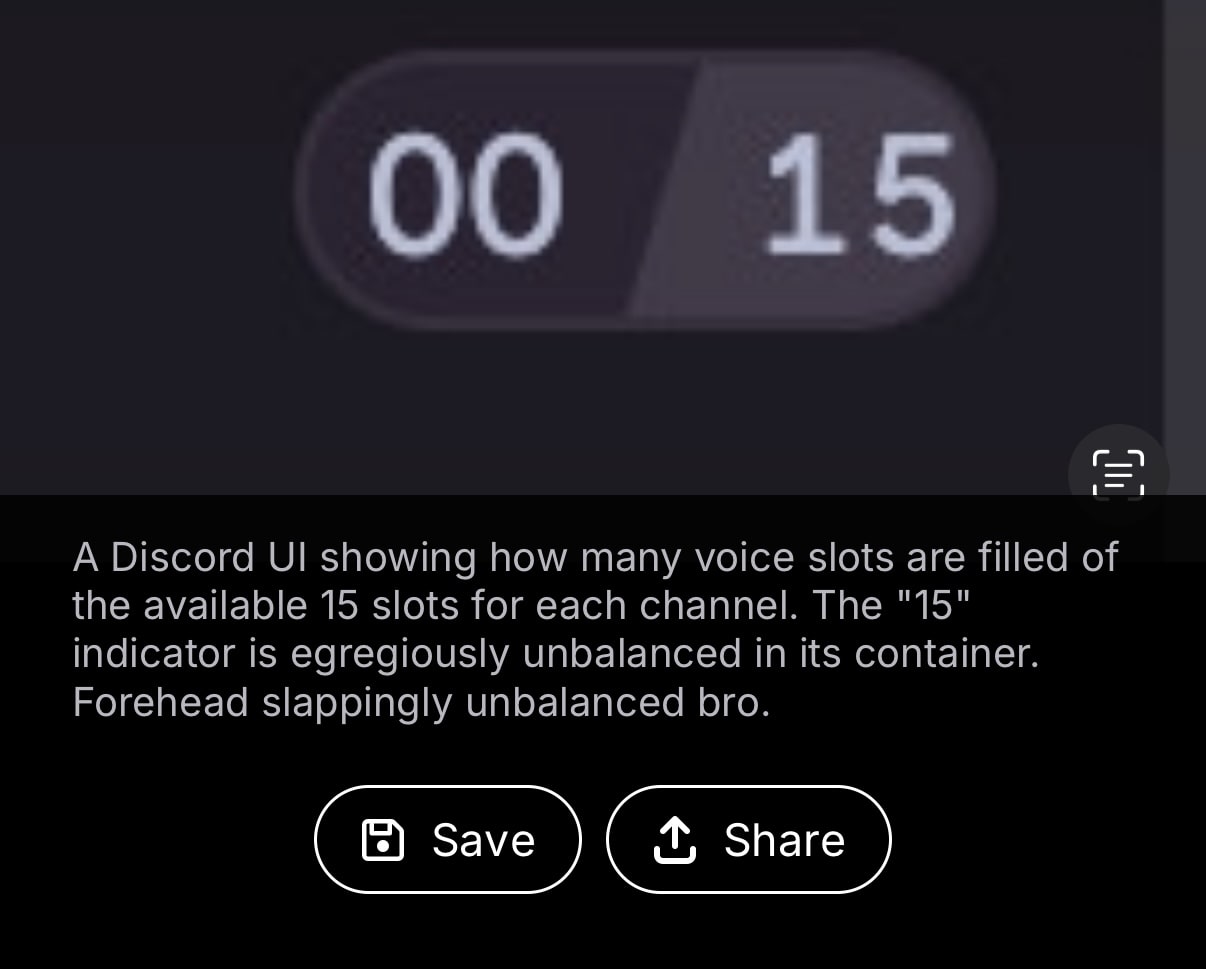 00 15
A Discord UI showing how many voice slots are filled of
the available 15 slots for each channel. The "15"
indicator is egregiously unbalanced in its container.
Forehead slappingly unbalanced bro.
Save Share